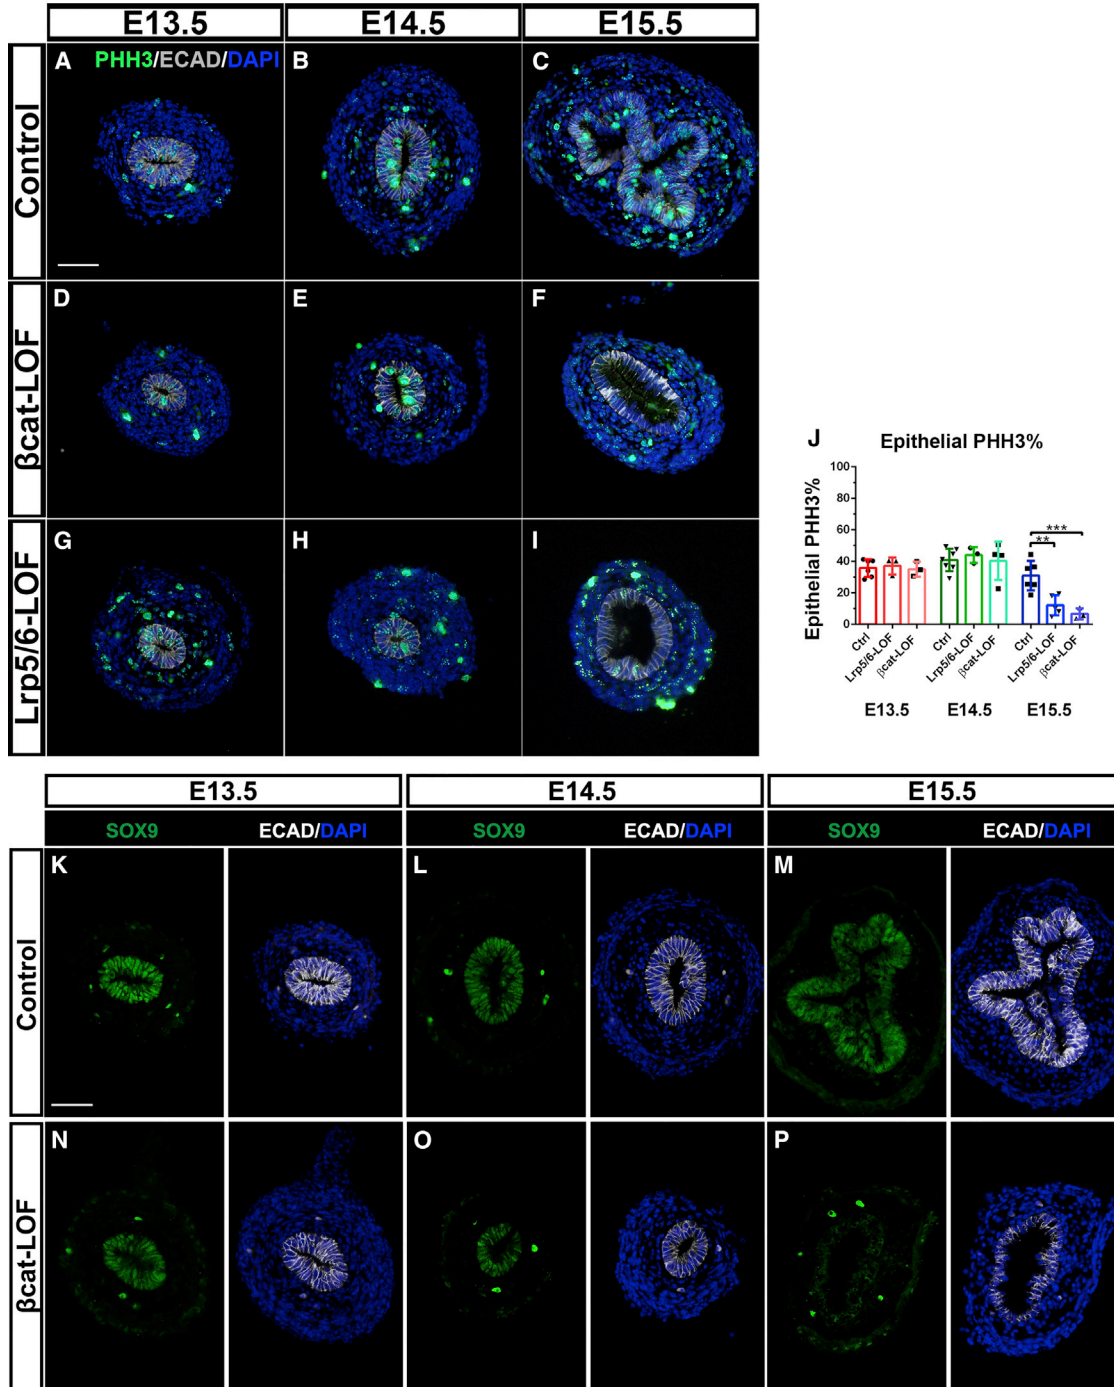 E13.5 E14.5 E15.5
Control
A PHH3/ECAD/DAPI B C
βcat-LOF
D E F
Lrp5/6-LOF
G H I
J Epithelial PHH3%
Epithelial PHH3%
100
80
60
40
20
0
***
**
Ctrl Lrp5/6-LOF βcat-LOF Ctrl Lrp5/6-LOF βcat-LOF Ctrl Lrp5/6-LOF βcat-LOF
E13.5 E14.5 E15.5
E13.5 E14.5 E15.5
SOX9 ECAD/DAPI SOX9 ECAD/DAPI SOX9 ECAD/DAPI
Control
K L M
βcat-LOF
N O P